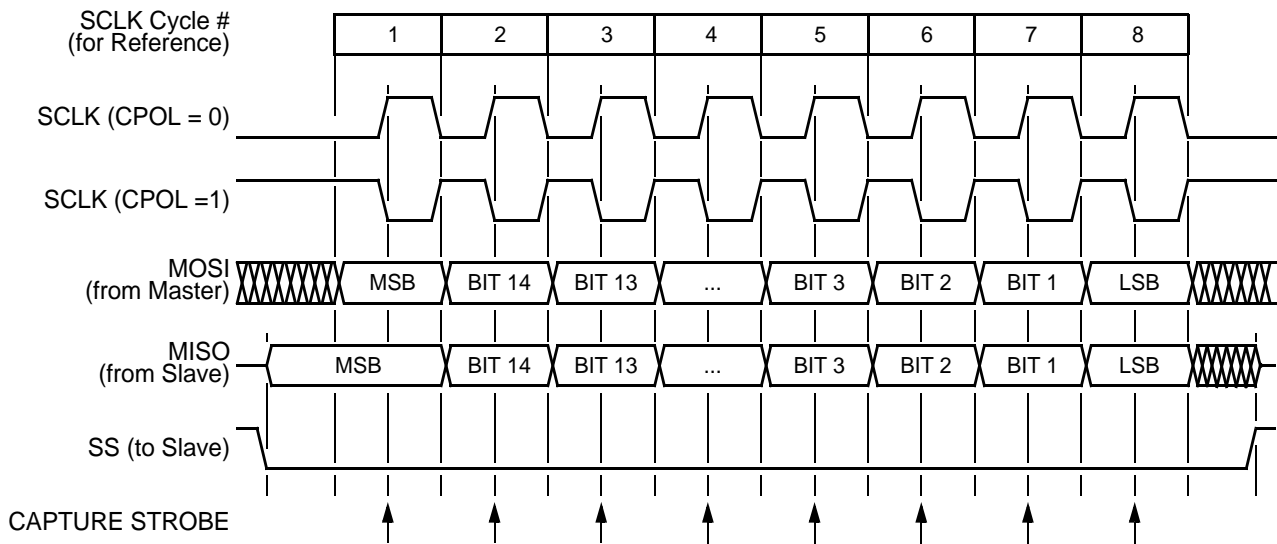 SCLK Cycle #
(for Reference)
1 2 3 4 5 6 7 8
SCLK (CPOL = 0)
SCLK (CPOL =1)
MOSI
(from Master)
MSB BIT 14 BIT 13 ... BIT 3 BIT 2 BIT 1 LSB
MISO
(from Slave)
MSB BIT 14 BIT 13 ... BIT 3 BIT 2 BIT 1 LSB
SS (to Slave)
CAPTURE STROBE